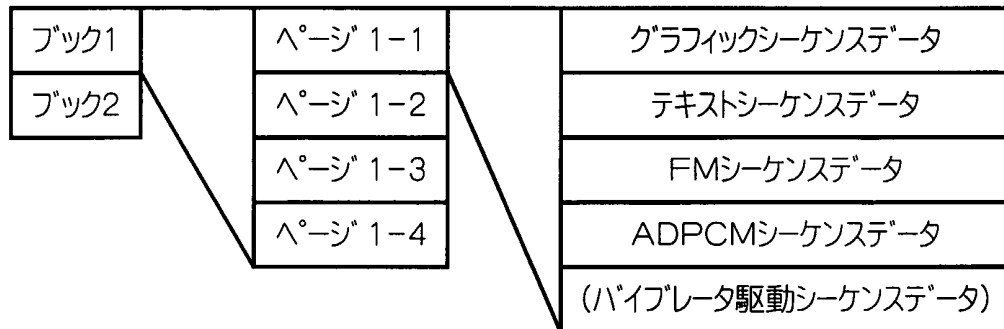 ブック1
ブック2
ページ1-1
ページ1-2
ページ1-3
ページ1-4
グラフィックシーケンスデータ
テキストシーケンスデータ
FMシーケンスデータ
ADPCMシーケンスデータ
(バイブレータ駆動シーケンスデータ)